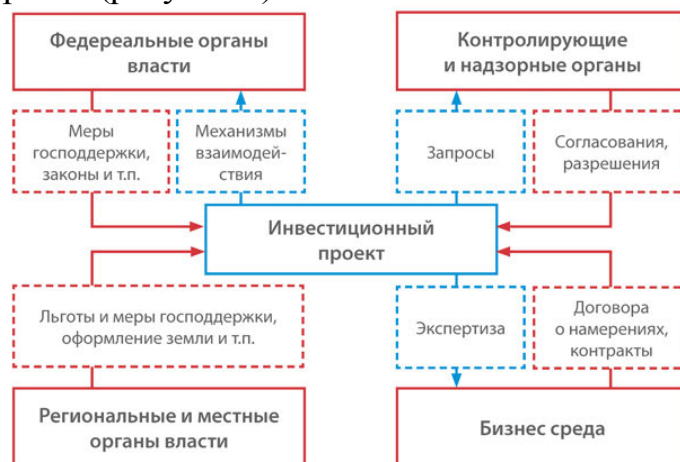 Федереальные органы
власти
Контролирующие
и надзорные органы
Меры
господдержки,
законы и т.п.
Механизмы
взаимодей-
ствия
Запросы
Согласования,
разрешения
Инвестиционный
проект
Льготы и меры господдержки,
оформление земли и т.п.
Экспертиза
Договора
о намерениях,
контракты
Региональные и местные
органы власти
Бизнес среда